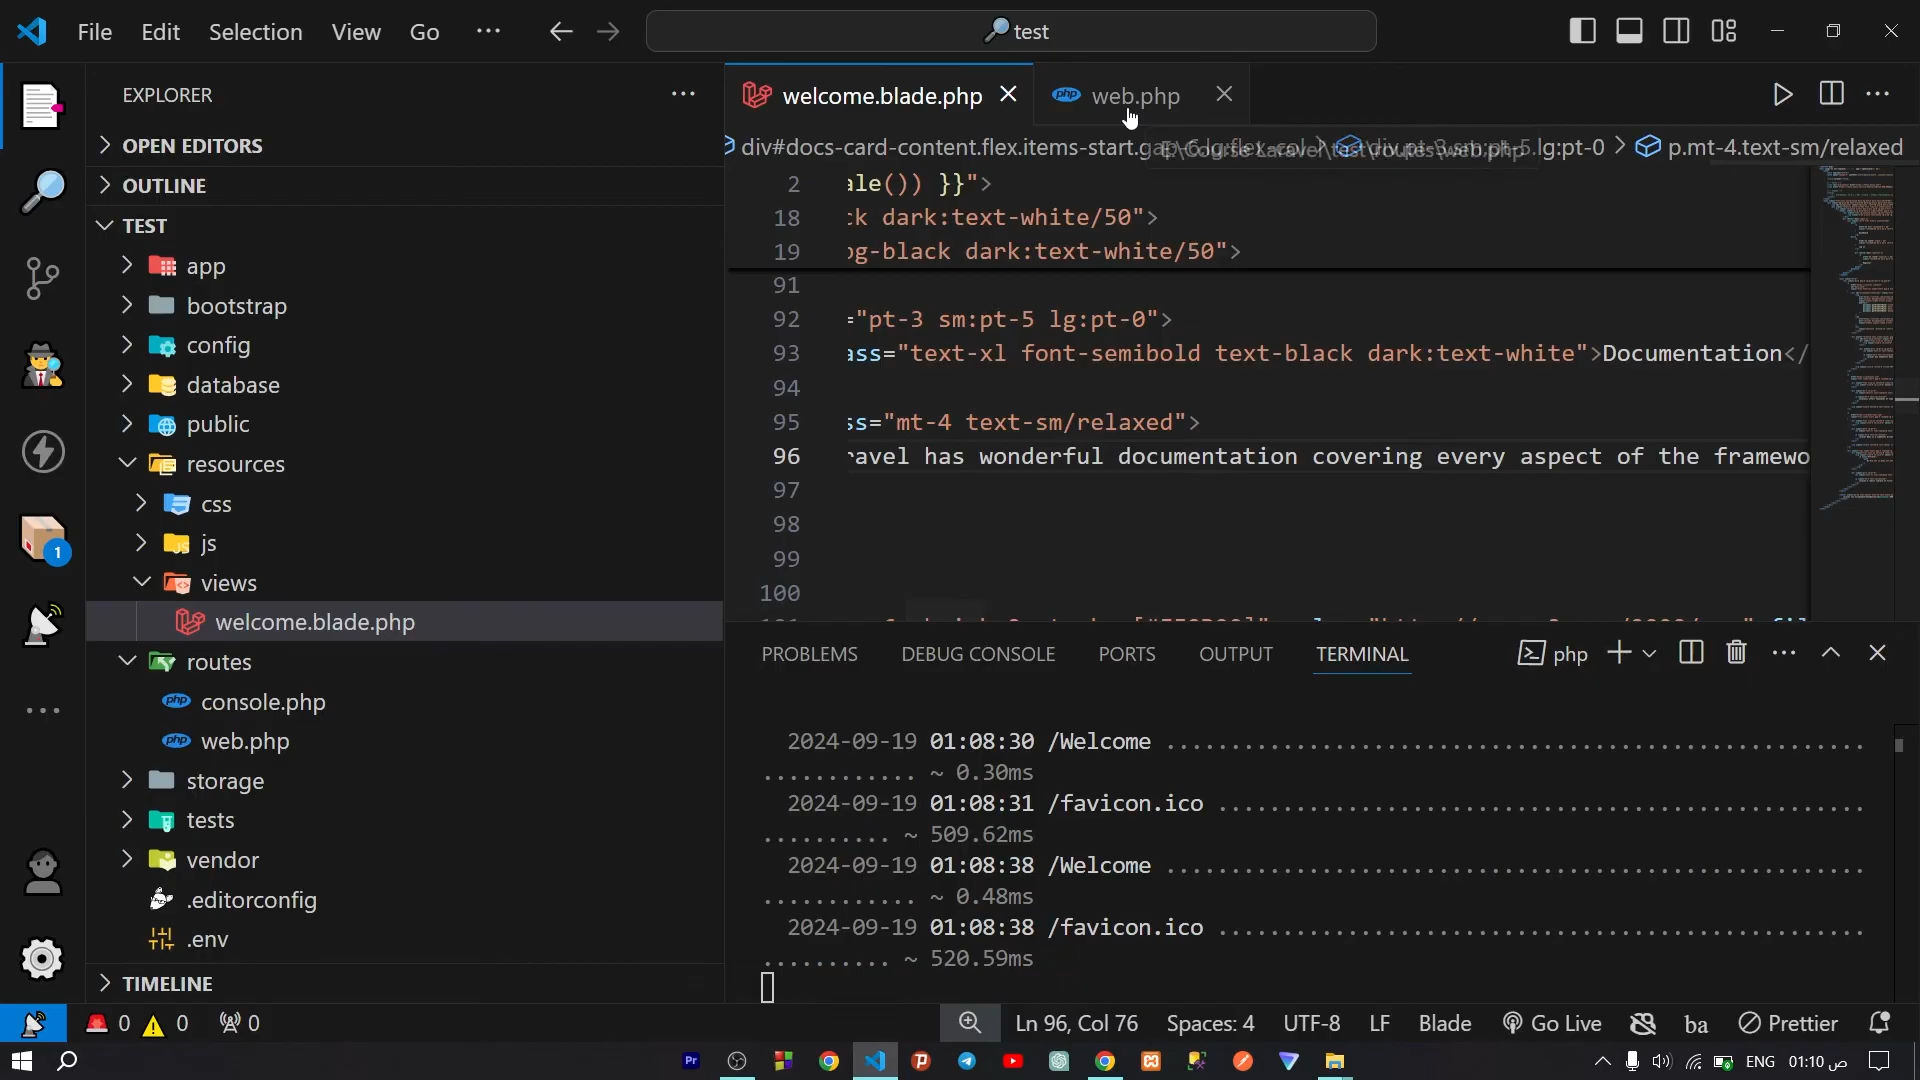 File Edit Selection View Go ··· test
EXPLORER ···
OPEN EDITORS
OUTLINE
TEST
app
bootstrap
config
database
public
resources
css
js
views
welcome.blade.php
routes
console.php
web.php
storage
tests
vendor
.editorconfig
.env
TIMELINE
1
welcome.blade.php web.php
div#docs-card-content.flex.items-start. .lg:pt-0 > p.mt-4.text-sm/relaxed
2 ale()) }}">
18 ck dark:text-white/50">
19 bg-black dark:text-white/50">
91
92 ="pt-3 sm:pt-5 lg:pt-0">
93 ass="text-xl font-semibold text-black dark:text-white">Documentation</
94
95 ss="mt-4 text-sm/relaxed">
96 ravel has wonderful documentation covering every aspect of the framewo
97
98
99
100
PROBLEMS DEBUG CONSOLE PORTS OUTPUT TERMINAL php
2024-09-19 01:08:30 /Welcome ....................................................
............ ~ 0.30ms
2024-09-19 01:08:31 /favicon.ico ................................................
.......... ~ 509.62ms
2024-09-19 01:08:38 /Welcome ....................................................
............ ~ 0.48ms
2024-09-19 01:08:38 /favicon.ico ................................................
.......... ~ 520.59ms
0 0 0 Ln 96, Col 76 Spaces: 4 UTF-8 LF Blade Go Live ba Prettier
Pr ENG 01:10 ص